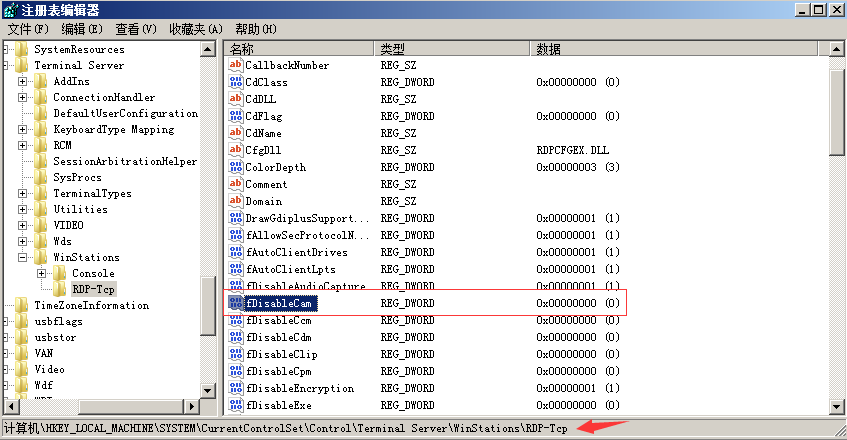 注册表编辑器
文件(F) 编辑(E) 查看(V) 收藏夹(A) 帮助(H)
SystemResources
Terminal Server
AddIns
ConnectionHandler
DefaultUserConfiguration
KeyboardType Mapping
RCM
SessionArbitrationHelper
SysProcs
TerminalTypes
Utilities
VIDEO
Wds
WinStations
Console
RDP-Tcp
TimeZoneInformation
usbflags
usbstor
VAN
Video
Wdf
名称 类型 数据
CallbackNumber REG_SZ
CdClass REG_DWORD 0x00000000 (0)
CdDLL REG_SZ
CdFlag REG_DWORD 0x00000000 (0)
CdName REG_SZ
CfgDll REG_SZ RDPCFGEX.DLL
ColorDepth REG_DWORD 0x00000003 (3)
Comment REG_SZ
Domain REG_SZ
DrawGdiplusSupport... REG_DWORD 0x00000001 (1)
fAllowSecProtocolN... REG_DWORD 0x00000001 (1)
fAutoClientDrives REG_DWORD 0x00000001 (1)
fAutoClientLpts REG_DWORD 0x00000001 (1)
fDisableAudioCapture REG_DWORD 0x00000001 (1)
fDisableCam REG_DWORD 0x00000000 (0)
fDisableCcm REG_DWORD 0x00000000 (0)
fDisableCdm REG_DWORD 0x00000000 (0)
fDisableClip REG_DWORD 0x00000000 (0)
fDisableCpm REG_DWORD 0x00000000 (0)
fDisableEncryption REG_DWORD 0x00000001 (1)
fDisableExe REG_DWORD 0x00000000 (0)
计算机\HKEY_LOCAL_MACHINE\SYSTEM\CurrentControlSet\Control\Terminal Server\WinStations\RDP-Tcp